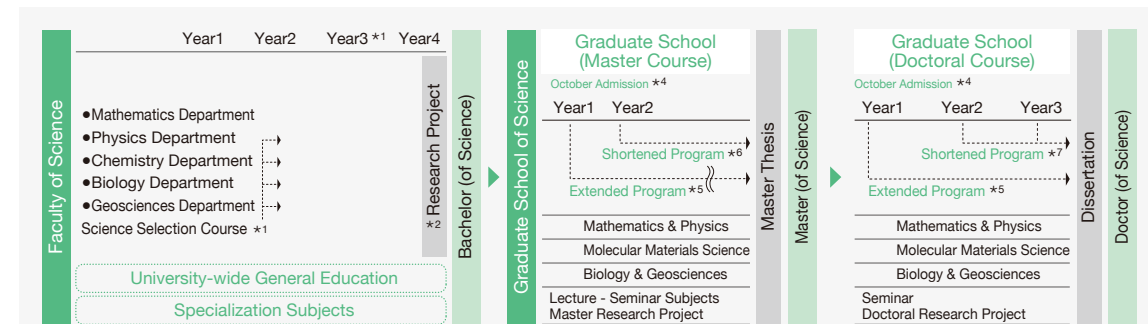 Faculty of Science
Year1 Year2 Year3 *1 Year4
●Mathematics Department
●Physics Department
●Chemistry Department
●Biology Department
●Geosciences Department
Science Selection Course *1
University-wide General Education
Specialization Subjects
*2 Research Project
Bachelor (of Science)
Graduate School of Science
Graduate School
(Master Course)
October Admission *4
Year1 Year2
Shortened Program *6
Extended Program *5
Mathematics & Physics
Molecular Materials Science
Biology & Geosciences
Lecture - Seminar Subjects
Master Research Project
Master Thesis
Master (of Science)
Graduate School
(Doctoral Course)
October Admission *4
Year1 Year2 Year3
Shortened Program *7
Extended Program *5
Mathematics & Physics
Molecular Materials Science
Biology & Geosciences
Seminar
Doctoral Research Project
Dissertation
Doctor (of Science)